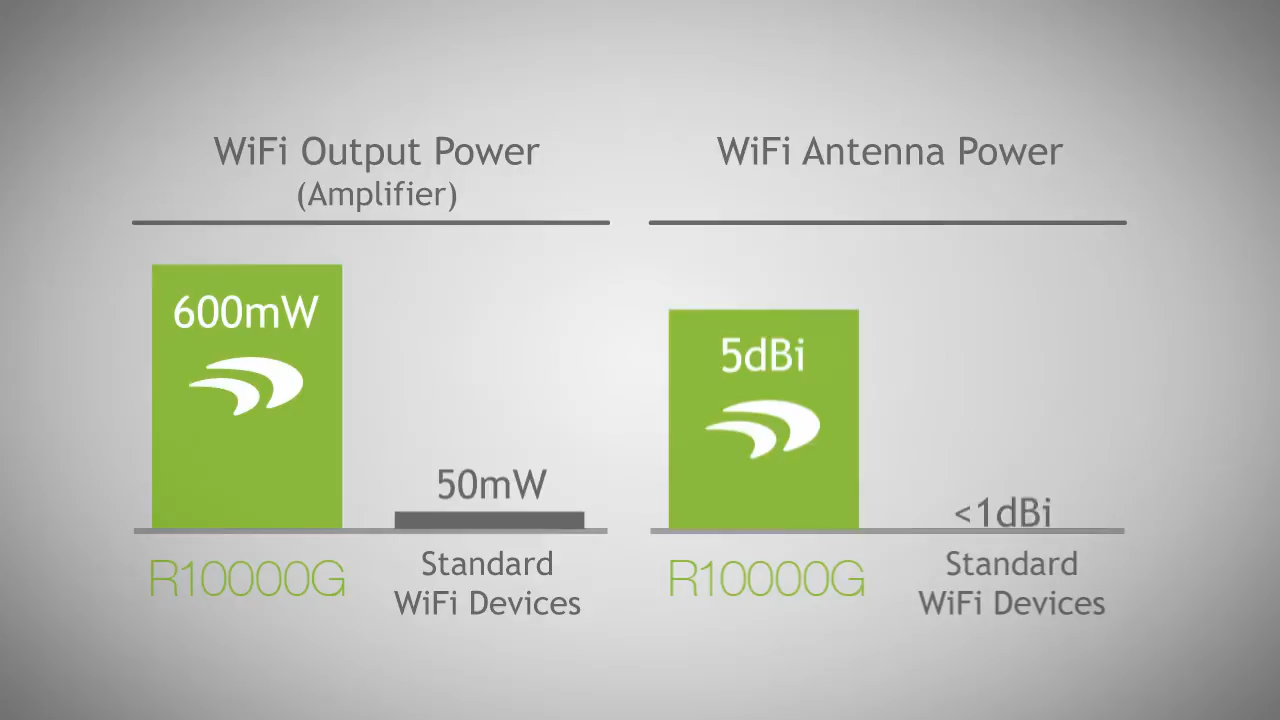 WiFi Output Power
(Amplifier)
600mW
50mW
R10000G
Standard
WiFi Devices
WiFi Antenna Power
5dBi
<1dBi
R10000G
Standard
WiFi Devices